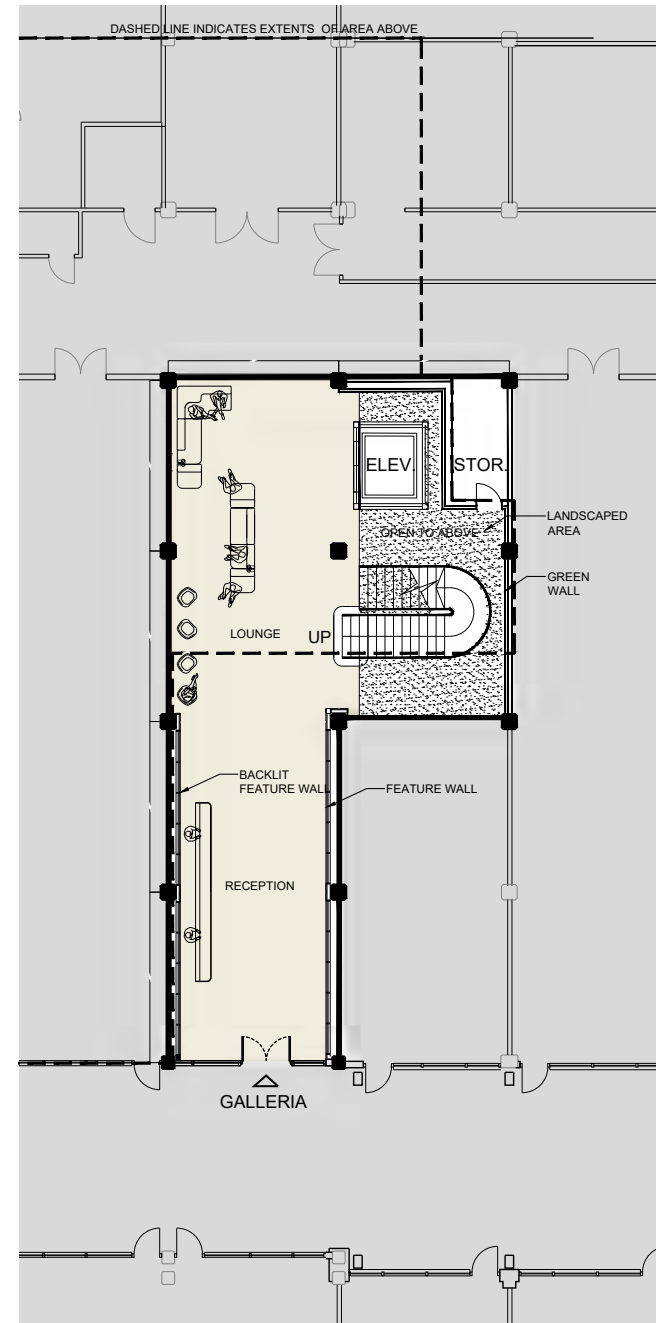 DASHED LINE INDICATES EXTENTS OF AREA ABOVE
ELEV.
STOR.
OPEN TO ABOVE
LANDSCAPED
AREA
GREEN
WALL
LOUNGE
UP
BACKLIT
FEATURE WALL
FEATURE WALL
RECEPTION
GALLERIA